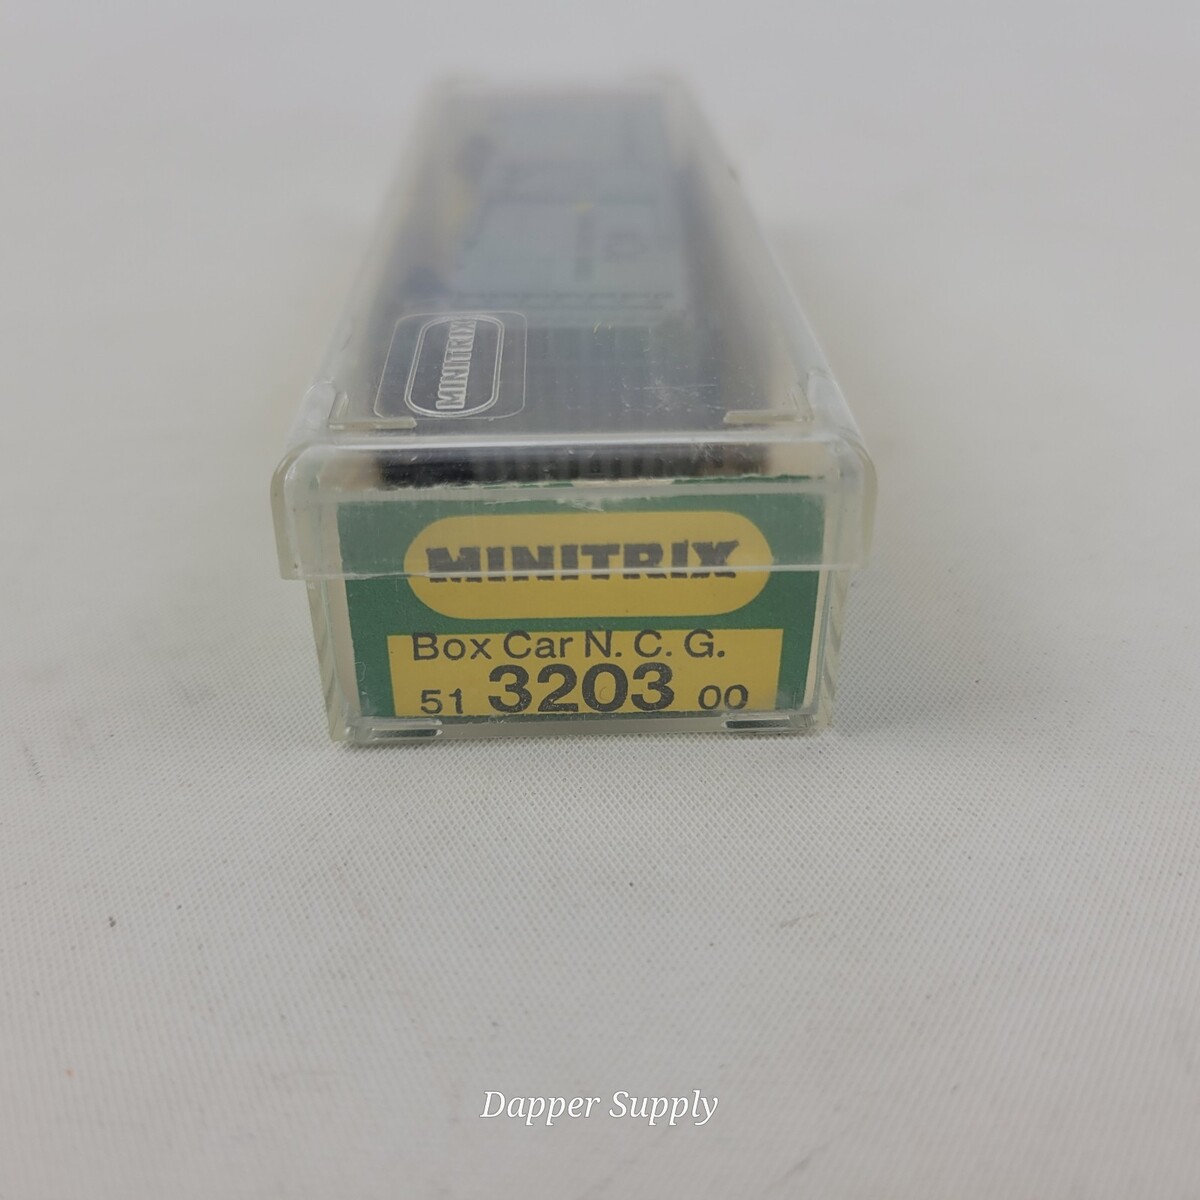 MINITRIX
MINITRIX
Box Car N. C. G.
51 3203 00
Dapper Supply